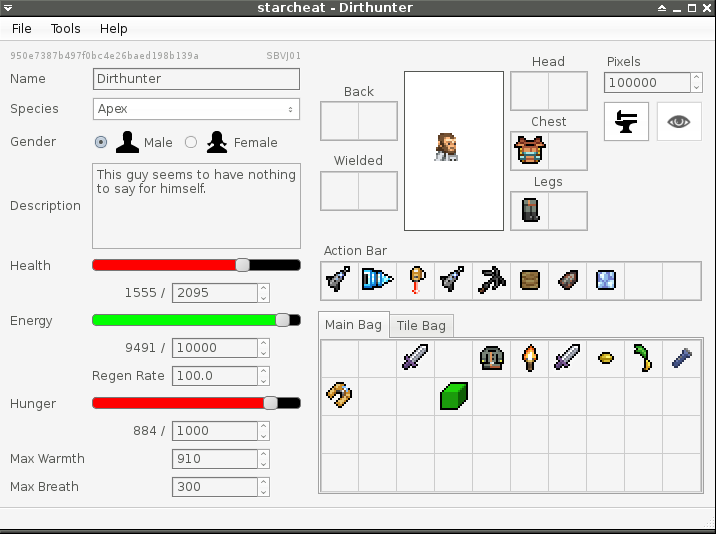 starcheat - Dirthunter
File Tools Help
950e7387b497f0bc4e26baed198b139a SBVJ01
Name Dirthunter
Species Apex
Gender Male Female
Description This guy seems to have nothing
to say for himself.
Health
1555 / 2095
Energy
9491 / 10000
Regen Rate 100.0
Hunger
884 / 1000
Max Warmth 910
Max Breath 300
Back
Wielded
Head
Chest
Legs
Pixels
100000
Action Bar
Main Bag Tile Bag